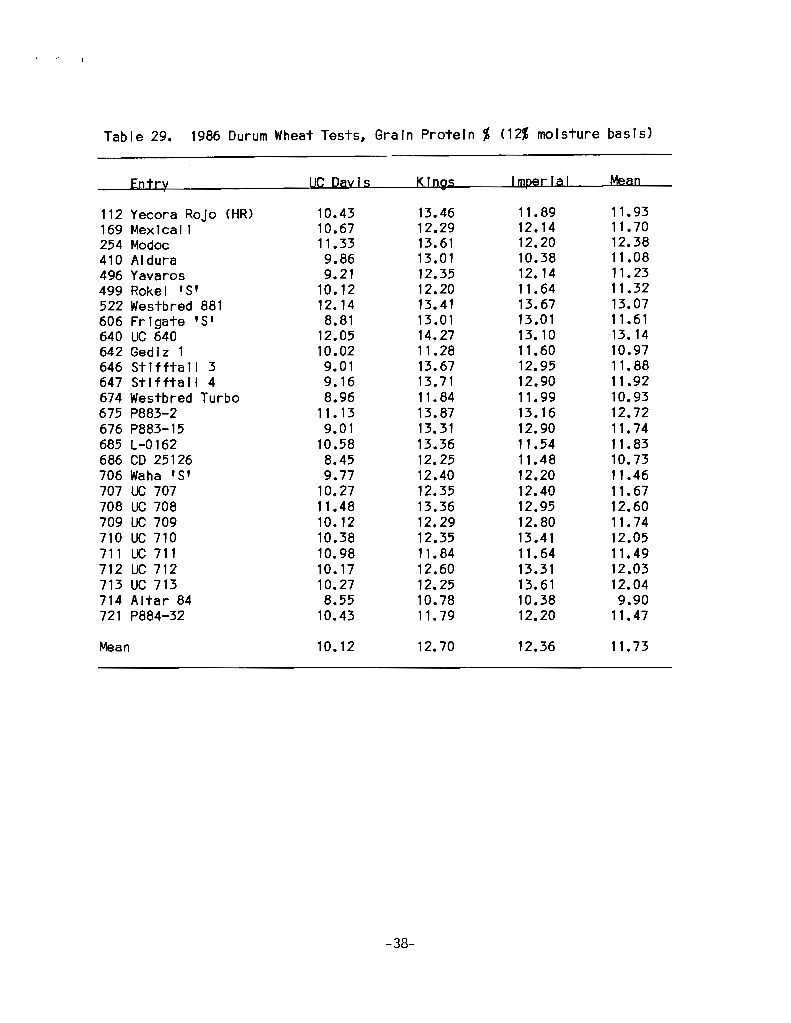 Table 29. 1986 Durum Wheat Tests, Grain Protein % (12% moisture basis)
Entry UC Davis Kings Imperial Mean
112 Yecora Rojo (HR) 10.43 13.46 11.89 11.93
169 Mexicali 10.67 12.29 12.14 11.70
254 Modoc 11.33 13.61 12.20 12.38
410 Aldura 9.86 13.01 10.38 11.08
496 Yavaros 9.21 12.35 12.14 11.23
499 Rokel 'S' 10.12 12.20 11.64 11.32
522 Westbred 881 12.14 13.41 13.67 13.07
606 Frigate 'S' 8.81 13.01 13.01 11.61
640 UC 640 12.05 14.27 13.10 13.14
642 Gediz 1 10.02 11.28 11.60 10.97
646 Stifftail 3 9.01 13.67 12.95 11.88
647 Stifftail 4 9.16 13.71 12.90 11.92
674 Westbred Turbo 8.96 11.84 11.99 10.93
675 P883-2 11.13 13.87 13.16 12.72
676 P883-15 9.01 13.31 12.90 11.74
685 L-0162 10.58 13.36 11.54 11.83
686 CD 25126 8.45 12.25 11.48 10.73
706 Waha 'S' 9.77 12.40 12.20 11.46
707 UC 707 10.27 12.35 12.40 11.67
708 UC 708 11.48 13.36 12.95 12.60
709 UC 709 10.12 12.29 12.80 11.74
710 UC 710 10.38 12.35 13.41 12.05
711 UC 711 10.98 11.84 11.64 11.49
712 UC 712 10.17 12.60 13.31 12.03
713 UC 713 10.27 12.25 13.61 12.04
714 Altar 84 8.55 10.78 10.38 9.90
721 P884-32 10.43 11.79 12.20 11.47
Mean 10.12 12.70 12.36 11.73
-38-